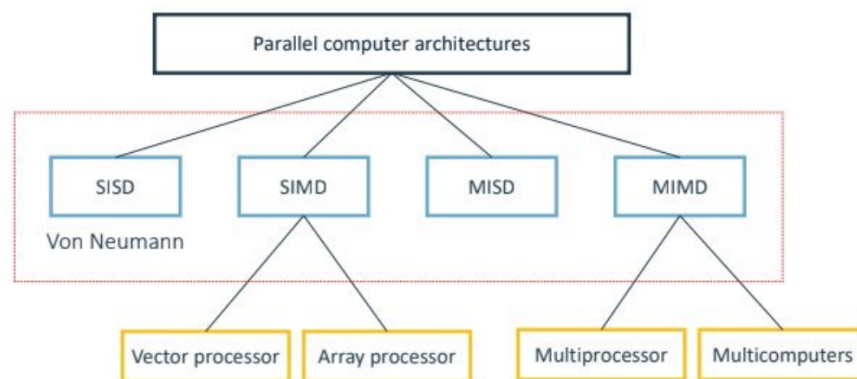 Parallel computer architectures
SISD
SIMD
MISD
MIMD
Von Neumann
Vector processor
Array processor
Multiprocessor
Multicomputers